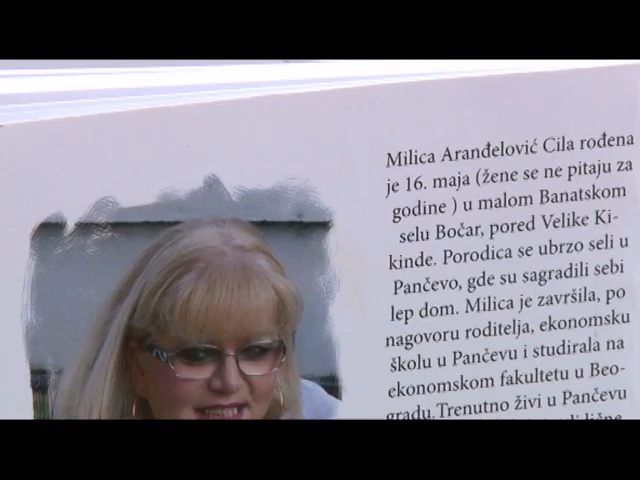 Milica Aranđelović Cila rođena
je 16. maja (žene se ne pitaju za
godine ) u malom Banatskom
selu Bočar, pored Velike Ki-
kinde. Porodica se ubrzo seli u
Pančevo, gde su sagradili sebi
lep dom. Milica je završila, po
nagovoru roditelja, ekonomsku
školu u Pančevu i studirala na
ekonomskom fakultetu u Beo-
gradu.Trenutno živi u Pančevu